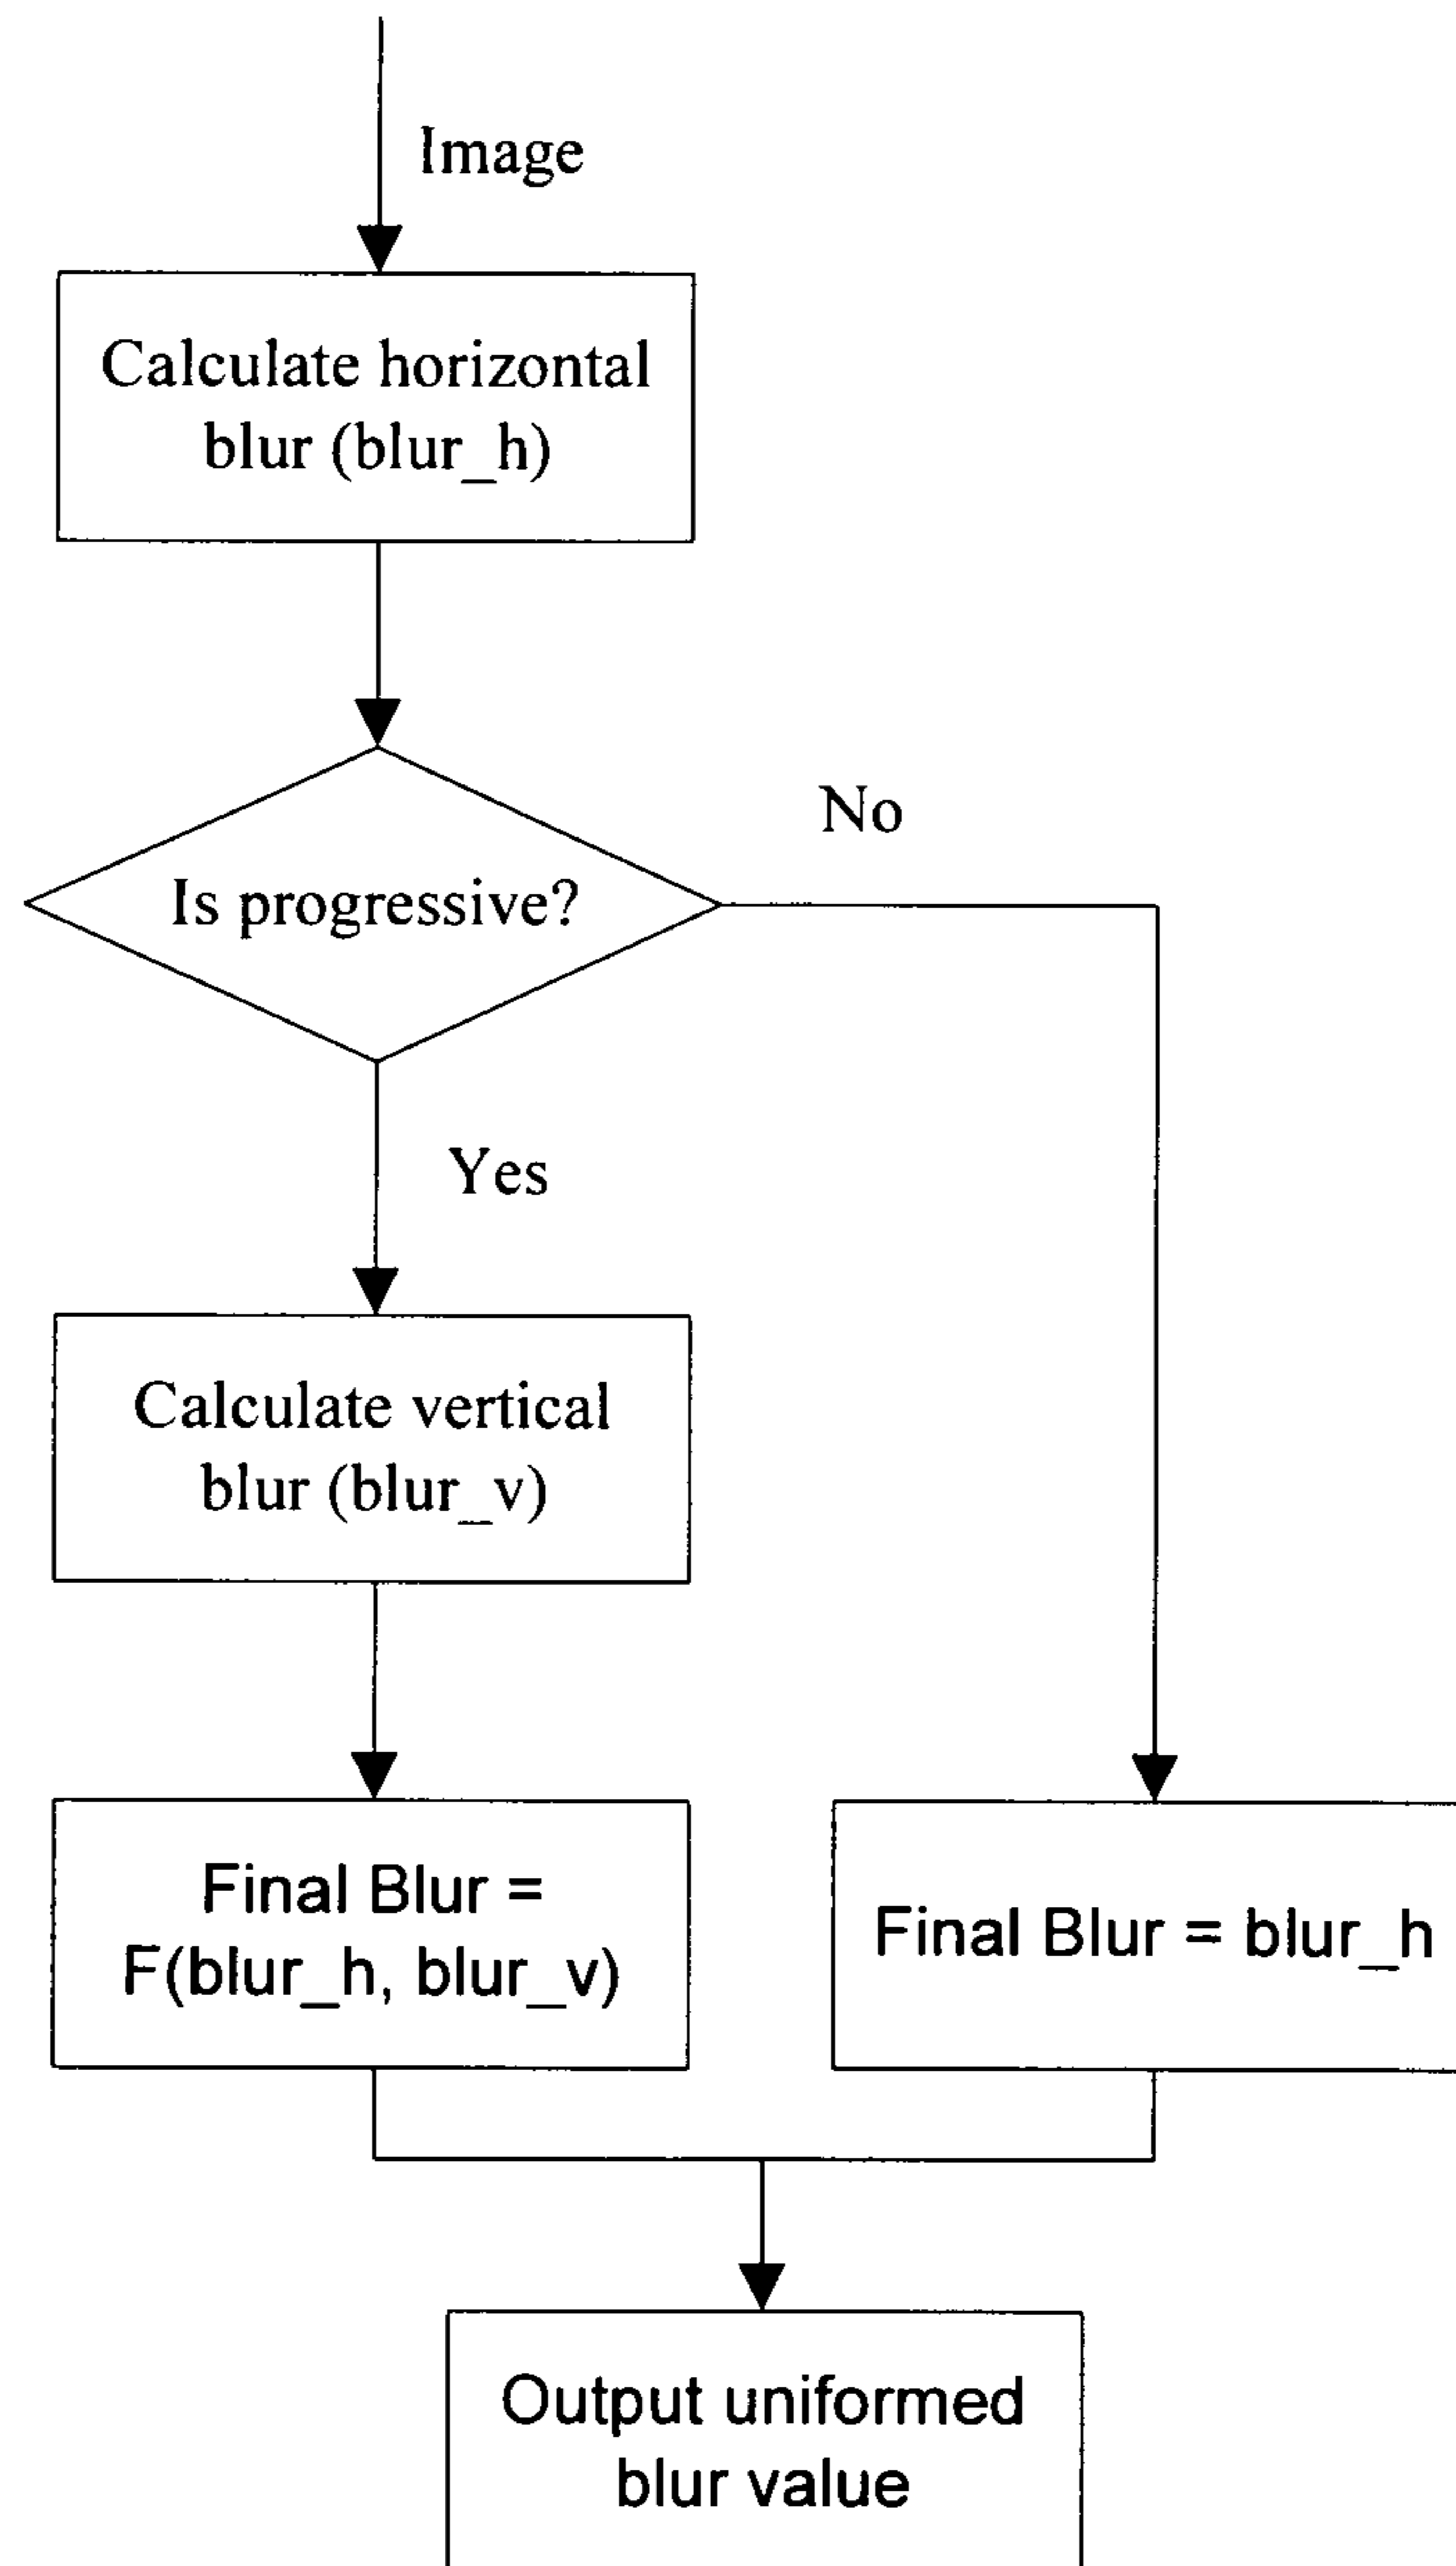 Image
Calculate horizontal
blur (blur_h)
No
Is progressive?
Yes
Calculate vertical
blur (blur_v)
Final Blur =
F(blur_h, blur_v)
Final Blur = blur_h
Output uniformed
blur value